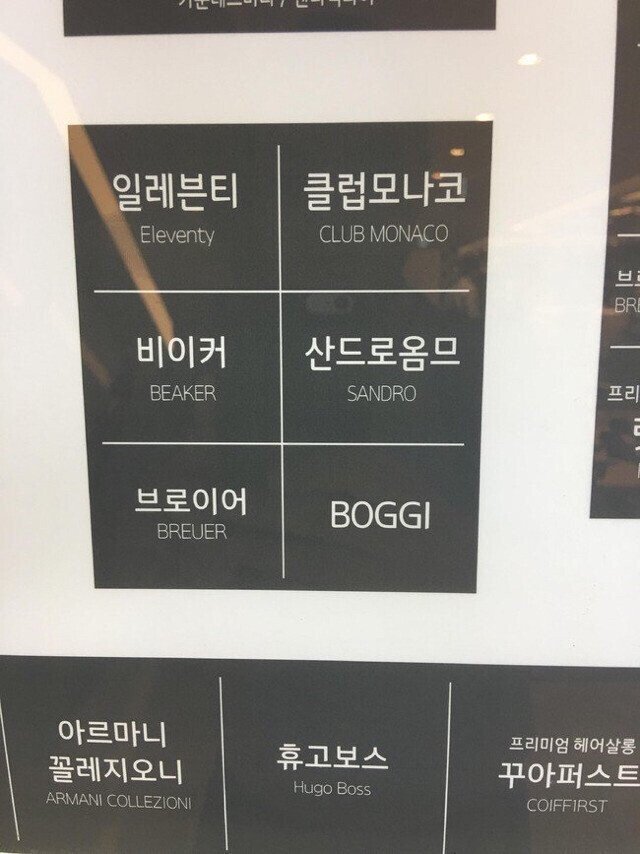 일레븐티
Eleventy
클럽모나코
CLUB MONACO
비이커
BEAKER
산드로옴므
SANDRO
브로이어
BREUER
BOGGI
아르마니
꼴레지오니
ARMANI COLLEZIONI
휴고보스
Hugo Boss
프리미엄 헤어살롱
꾸아퍼스트
COIFF1RST